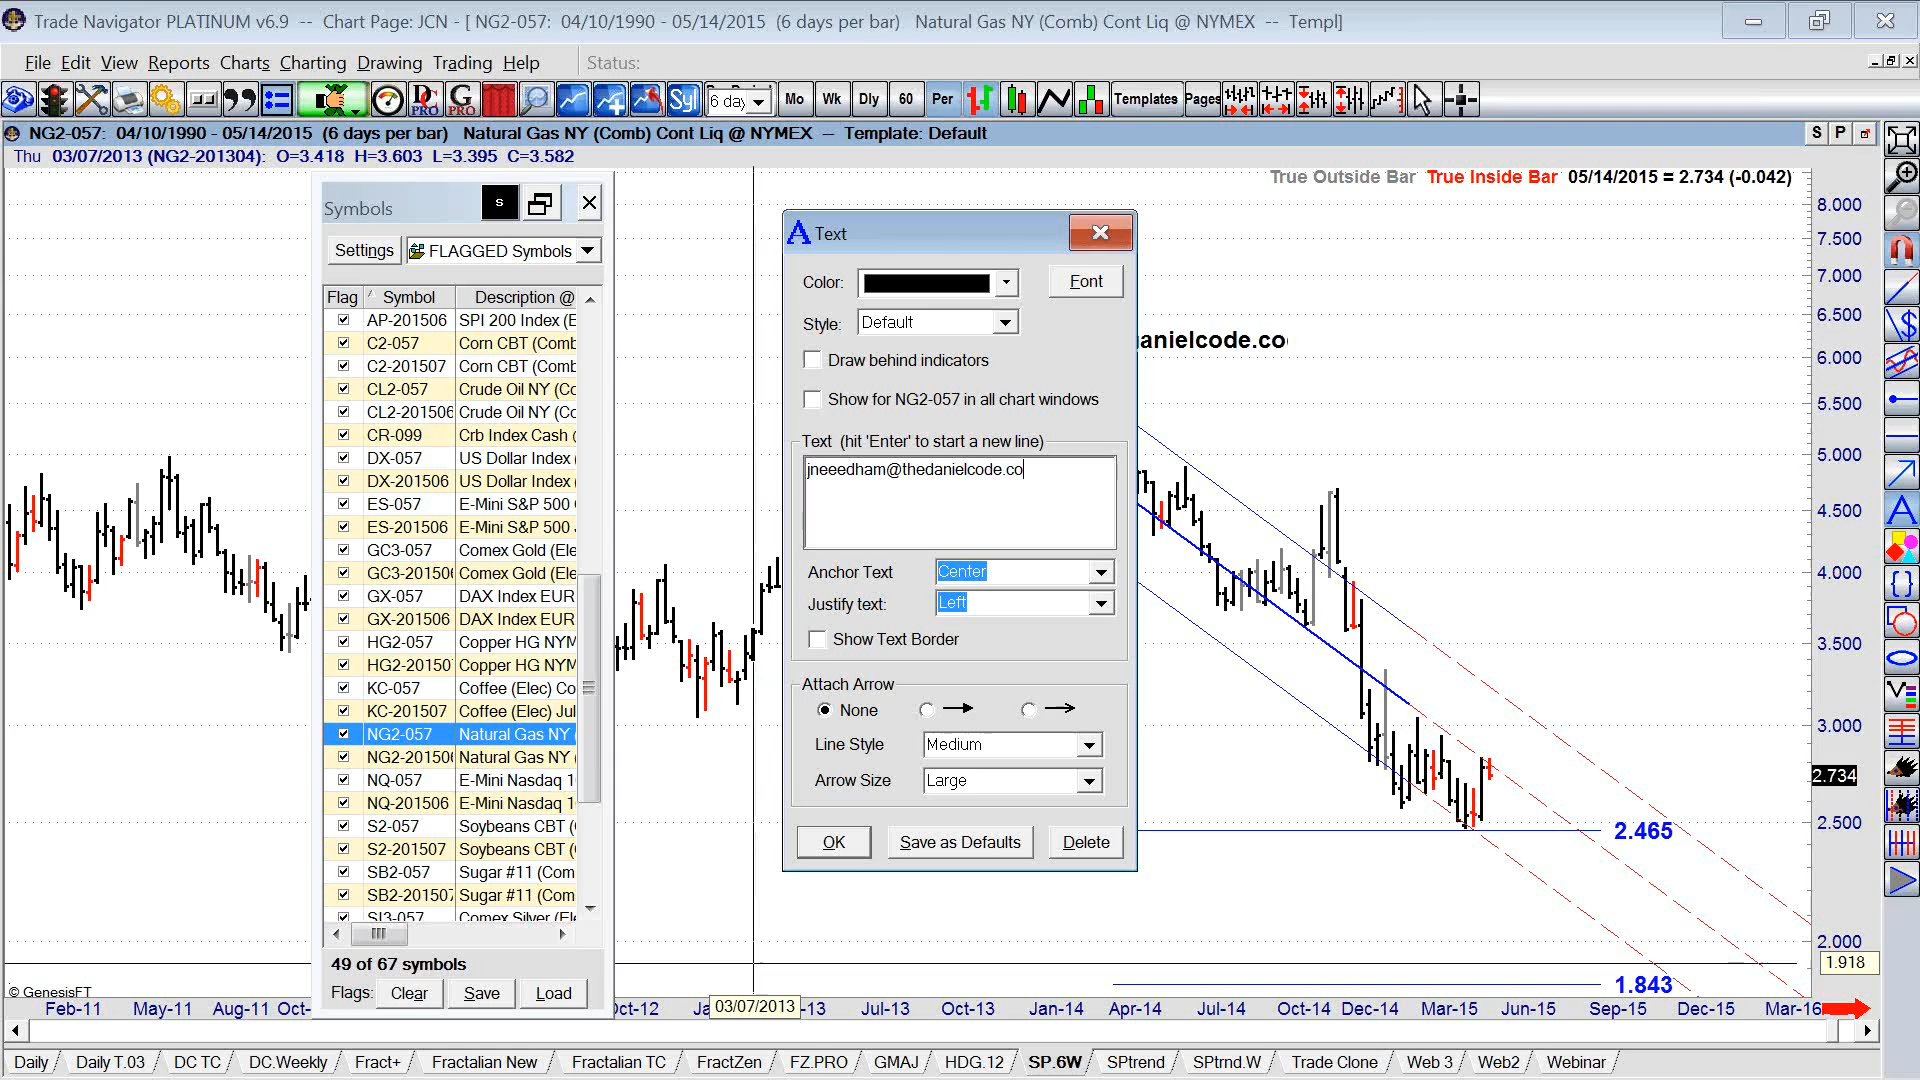 Trade Navigator PLATINUM v6.9 -- Chart Page: JCN - [ NG2-057: 04/10/1990 - 05/14/2015 (6 days per bar) Natural Gas NY (Comb) Cont Liq @ NYMEX -- Templ]
File Edit View Reports Charts Charting Drawing Trading Help Status:
DC PRO G PRO Syl 6 day Mo Wk Dly 60 Per Templates Pages
NG2-057: 04/10/1990 - 05/14/2015 (6 days per bar) Natural Gas NY (Comb) Cont Liq @ NYMEX -- Template: Default S P
Thu 03/07/2013 (NG2-201304): O=3.418 H=3.603 L=3.395 C=3.582
True Outside Bar True Inside Bar 05/14/2015 = 2.734 (-0.042)
Symbols s
Settings FLAGGED Symbols
Flag Symbol Description @
AP-201506 SPI 200 Index (E
C2-057 Corn CBT (Comb
C2-201507 Corn CBT (Comb
CL2-057 Crude Oil NY (Co
CL2-201506 Crude Oil NY (Co
CR-099 Crb Index Cash (
DX-057 US Dollar Index (
DX-201506 US Dollar Index (
ES-057 E-Mini S&P 500 (
ES-201506 E-Mini S&P 500 J
GC3-057 Comex Gold (Ele
GC3-20150 Comex Gold (Ele
GX-057 DAX Index EUR
GX-201506 DAX Index EUR
HG2-057 Copper HG NYM
HG2-20150 Copper HG NYM
KC-057 Coffee (Elec) Co
KC-201507 Coffee (Elec) Jul
NG2-057 Natural Gas NY (
NG2-201506 Natural Gas NY (
NQ-057 E-Mini Nasdaq 1
NQ-201506 E-Mini Nasdaq 1
S2-057 Soybeans CBT (
S2-201507 Soybeans CBT (
SB2-057 Sugar #11 (Com
SB2-201507 Sugar #11 (Com
SI3-057 Comex Silver (El
49 of 67 symbols
Flags: Clear Save Load
A Text
Color: Font
Style: Default
Draw behind indicators
Show for NG2-057 in all chart windows
Text (hit 'Enter' to start a new line)
jneeedham@thedanielcode.co
Anchor Text Center
Justify text: Left
Show Text Border
Attach Arrow
None
Line Style Medium
Arrow Size Large
OK Save as Defaults Delete
anielcode.co
8.000
7.500
7.000
6.500
6.000
5.500
5.000
4.500
4.000
3.500
3.000
2.734
2.500
2.465
2.000
1.918
1.843
© GenesisFT
Feb-11 May-11 Aug-11 Oct- Oct-12 Ja 03/07/2013 -13 Jul-13 Oct-13 Jan-14 Apr-14 Jul-14 Oct-14 Dec-14 Mar-15 Jun-15 Sep-15 Dec-15 Mar-16
Daily Daily T.03 DC TC DC.Weekly Fract+ Fractalian New Fractalian TC FractZen FZ.PRO GMAJ HDG.12 SP.6W SPtrend SPtrnd.W True Clone Web 3 Web2 Webinar